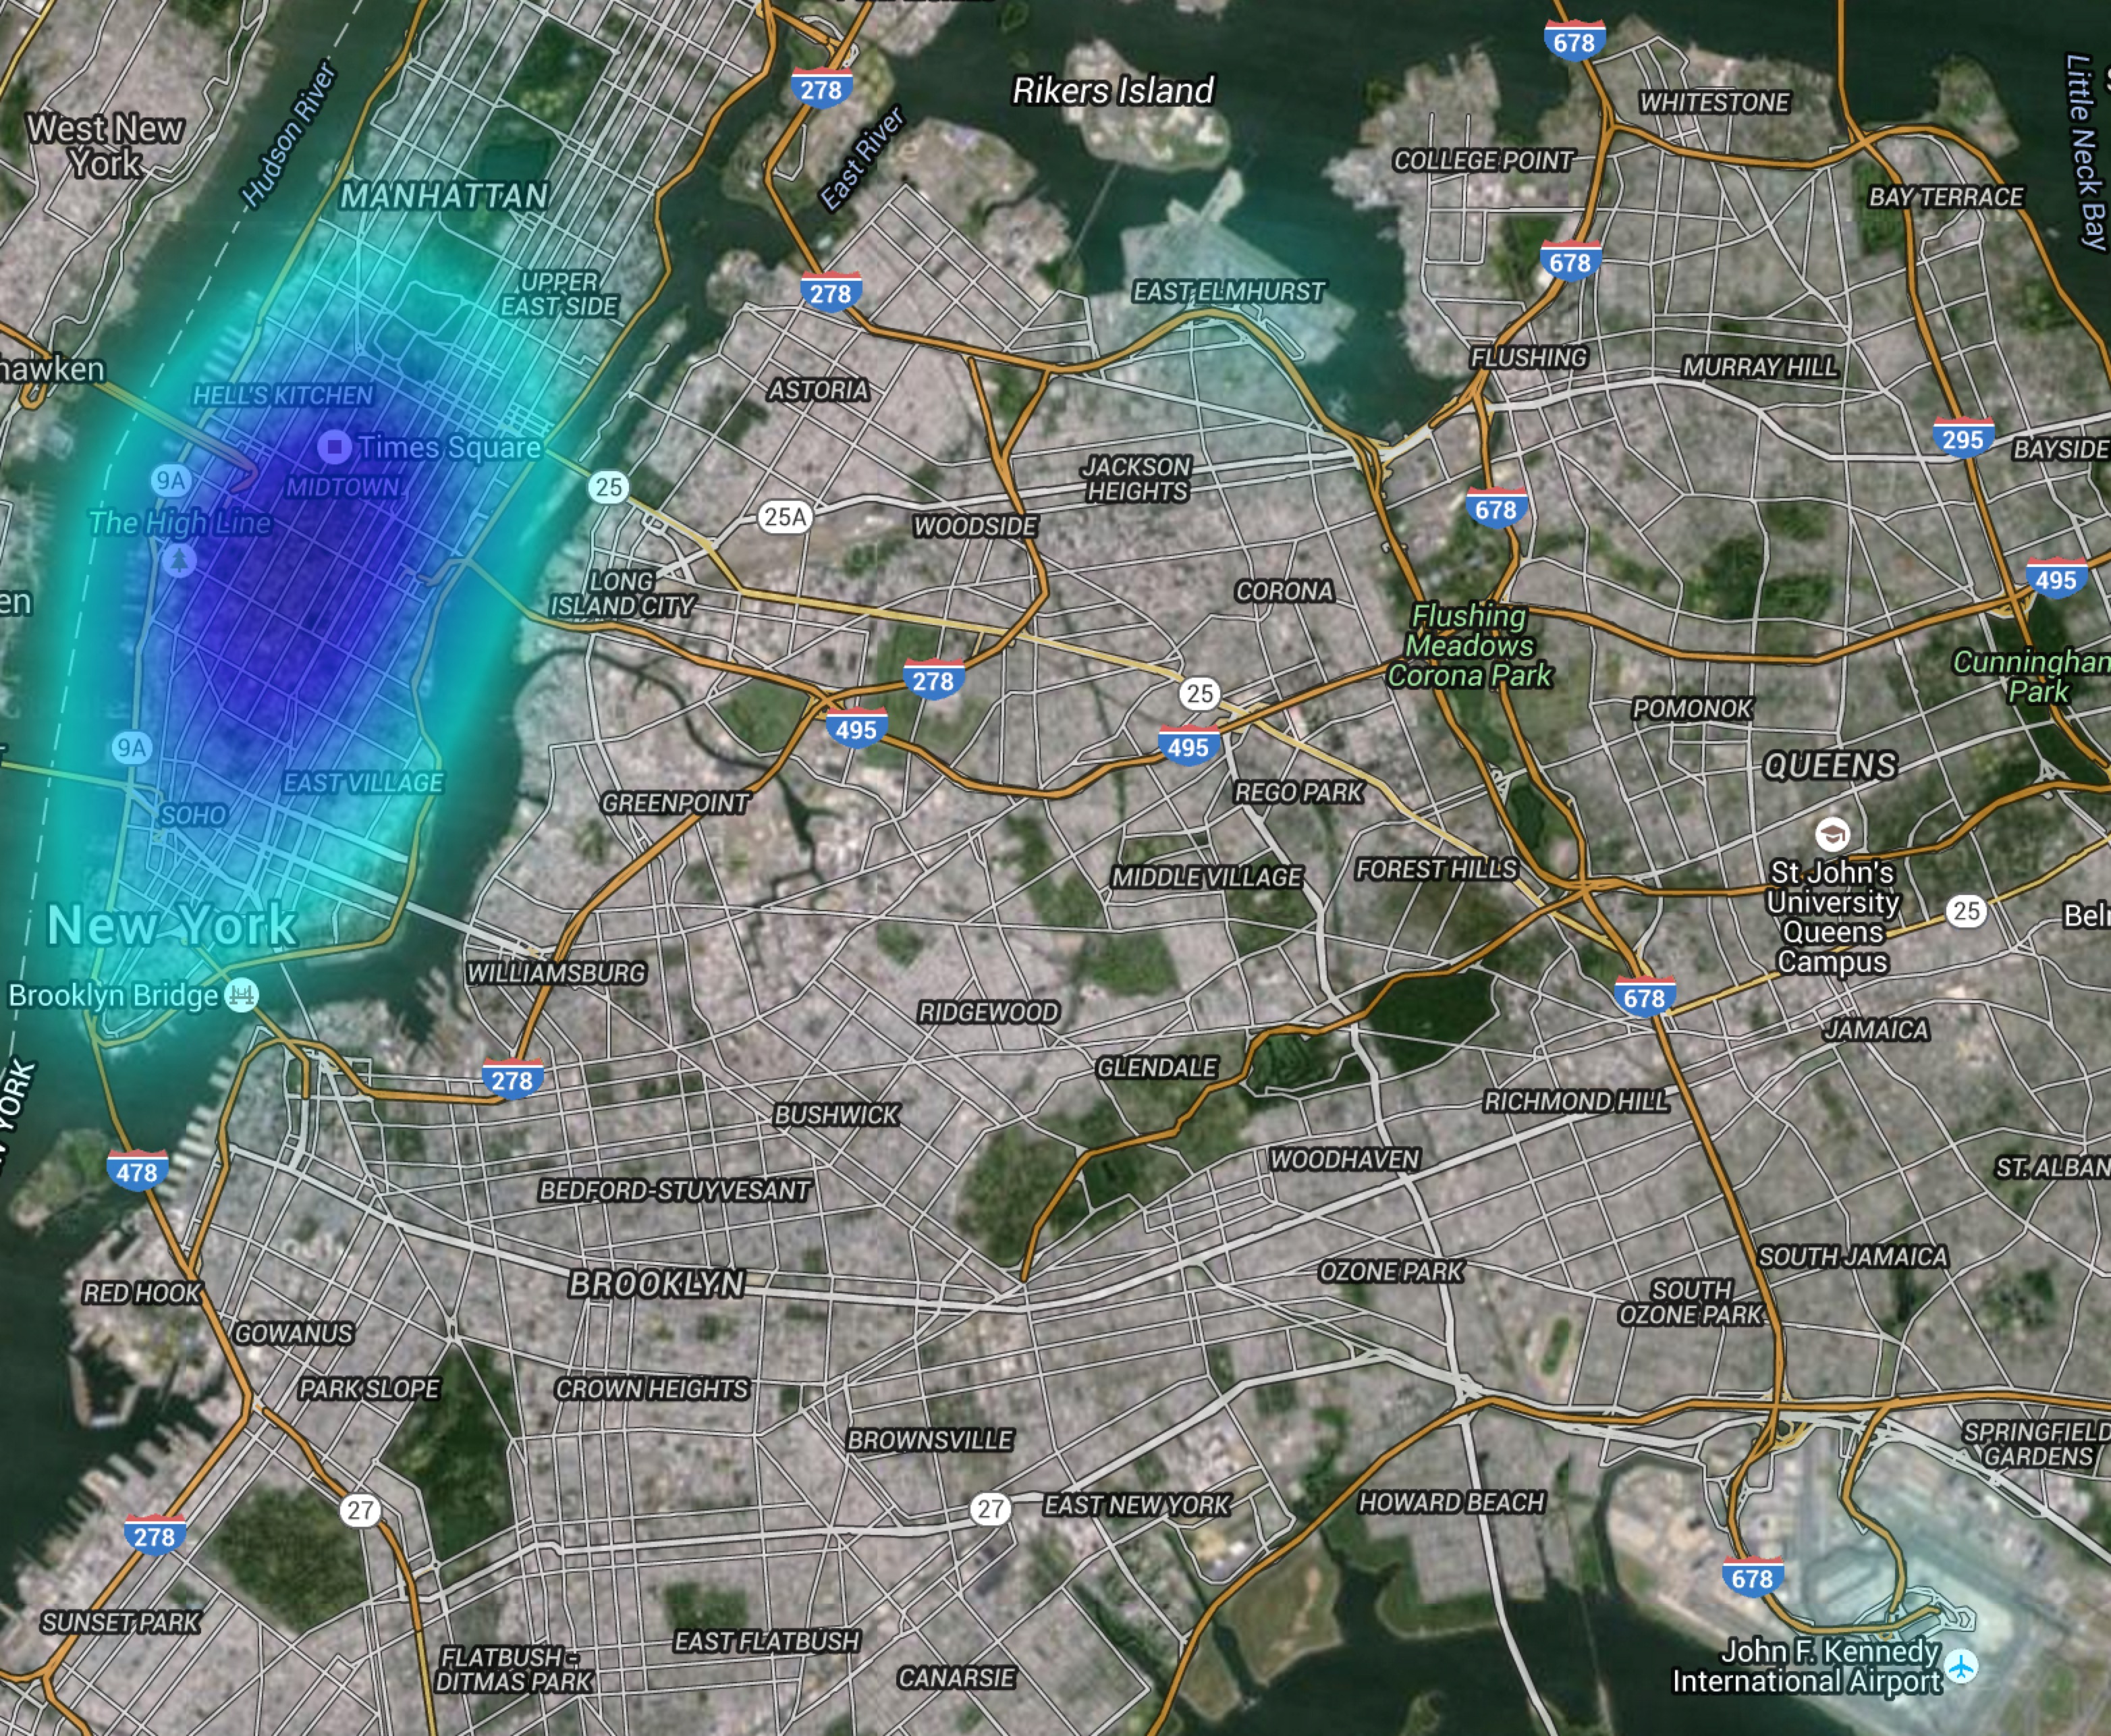 678
278
Rikers Island
WHITESTONE
Little Neck Bay
West New
York
Hudson River
East River
COLLEGE POINT
MANHATTAN
BAY TERRACE
678
UPPER
EAST SIDE
278
EAST ELMHURST
FLUSHING
MURRAY HILL
hawken
HELL'S KITCHEN
ASTORIA
Times Square
295
BAYSIDE
9A
MIDTOWN
25
JACKSON
HEIGHTS
678
The High Line
25A
WOODSIDE
en
LONG
ISLAND CITY
CORONA
495
Flushing
Meadows
Corona Park
Cunningham
Park
278
25
POMONOK
495
495
9A
QUEENS
EAST VILLAGE
GREENPOINT
REGO PARK
SOHO
MIDDLE VILLAGE
FOREST HILLS
St John's
University
Queens
Campus
25
Belr
New York
WILLIAMSBURG
Brooklyn Bridge
RIDGEWOOD
678
JAMAICA
278
GLENDALE
W YORK
BUSHWICK
RICHMOND HILL
478
WOODHAVEN
ST. ALBAN
BEDFORD-STUYVESANT
BROOKLYN
OZONE PARK
SOUTH JAMAICA
RED HOOK
SOUTH
OZONE PARK
GOWANUS
PARK SLOPE
CROWN HEIGHTS
BROWNSVILLE
SPRINGFIELD
GARDENS
27
27
EAST NEW YORK
HOWARD BEACH
278
678
SUNSET PARK
FLATBUSH -
DITMAS PARK
EAST FLATBUSH
CANARSIE
John F. Kennedy
International Airport